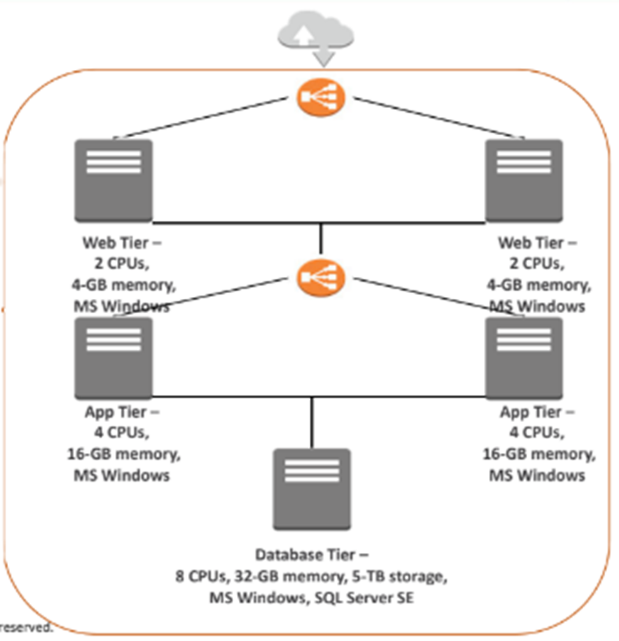 Web Tier –
2 CPUs,
4-GB memory,
MS Windows
Web Tier –
2 CPUs,
4-GB memory,
MS Windows
App Tier –
4 CPUs,
16-GB memory,
MS Windows
App Tier –
4 CPUs,
16-GB memory,
MS Windows
Database Tier –
8 CPUs, 32-GB memory, 5-TB storage,
MS Windows, SQL Server SE
reserved.